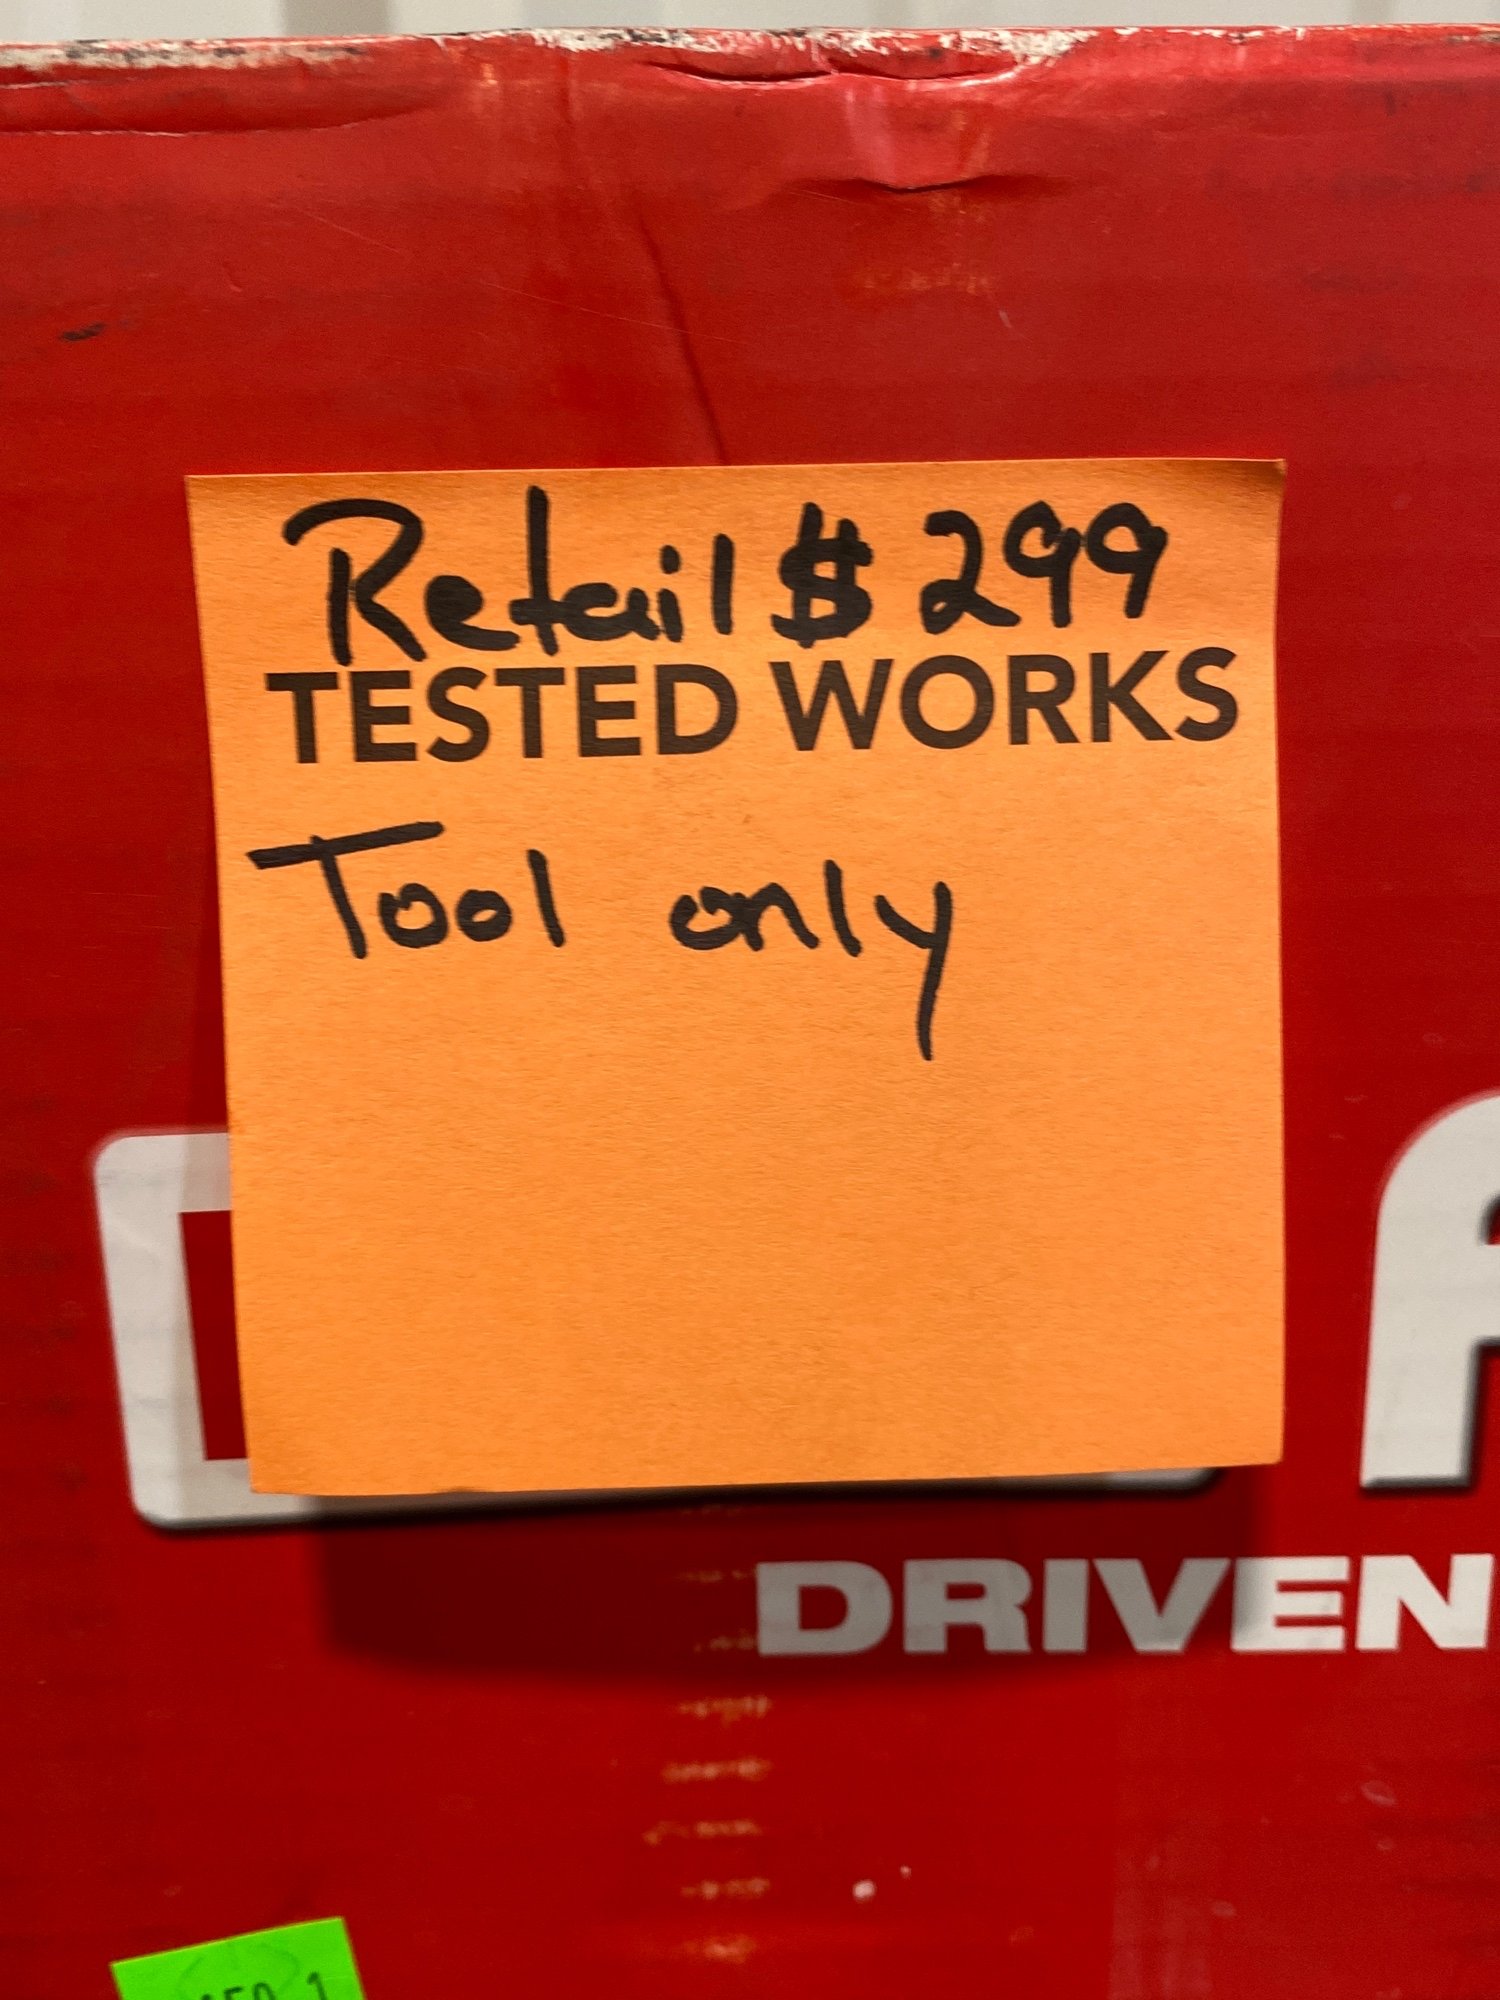 Retail $299
TESTED WORKS
Tool only
DRIVEN